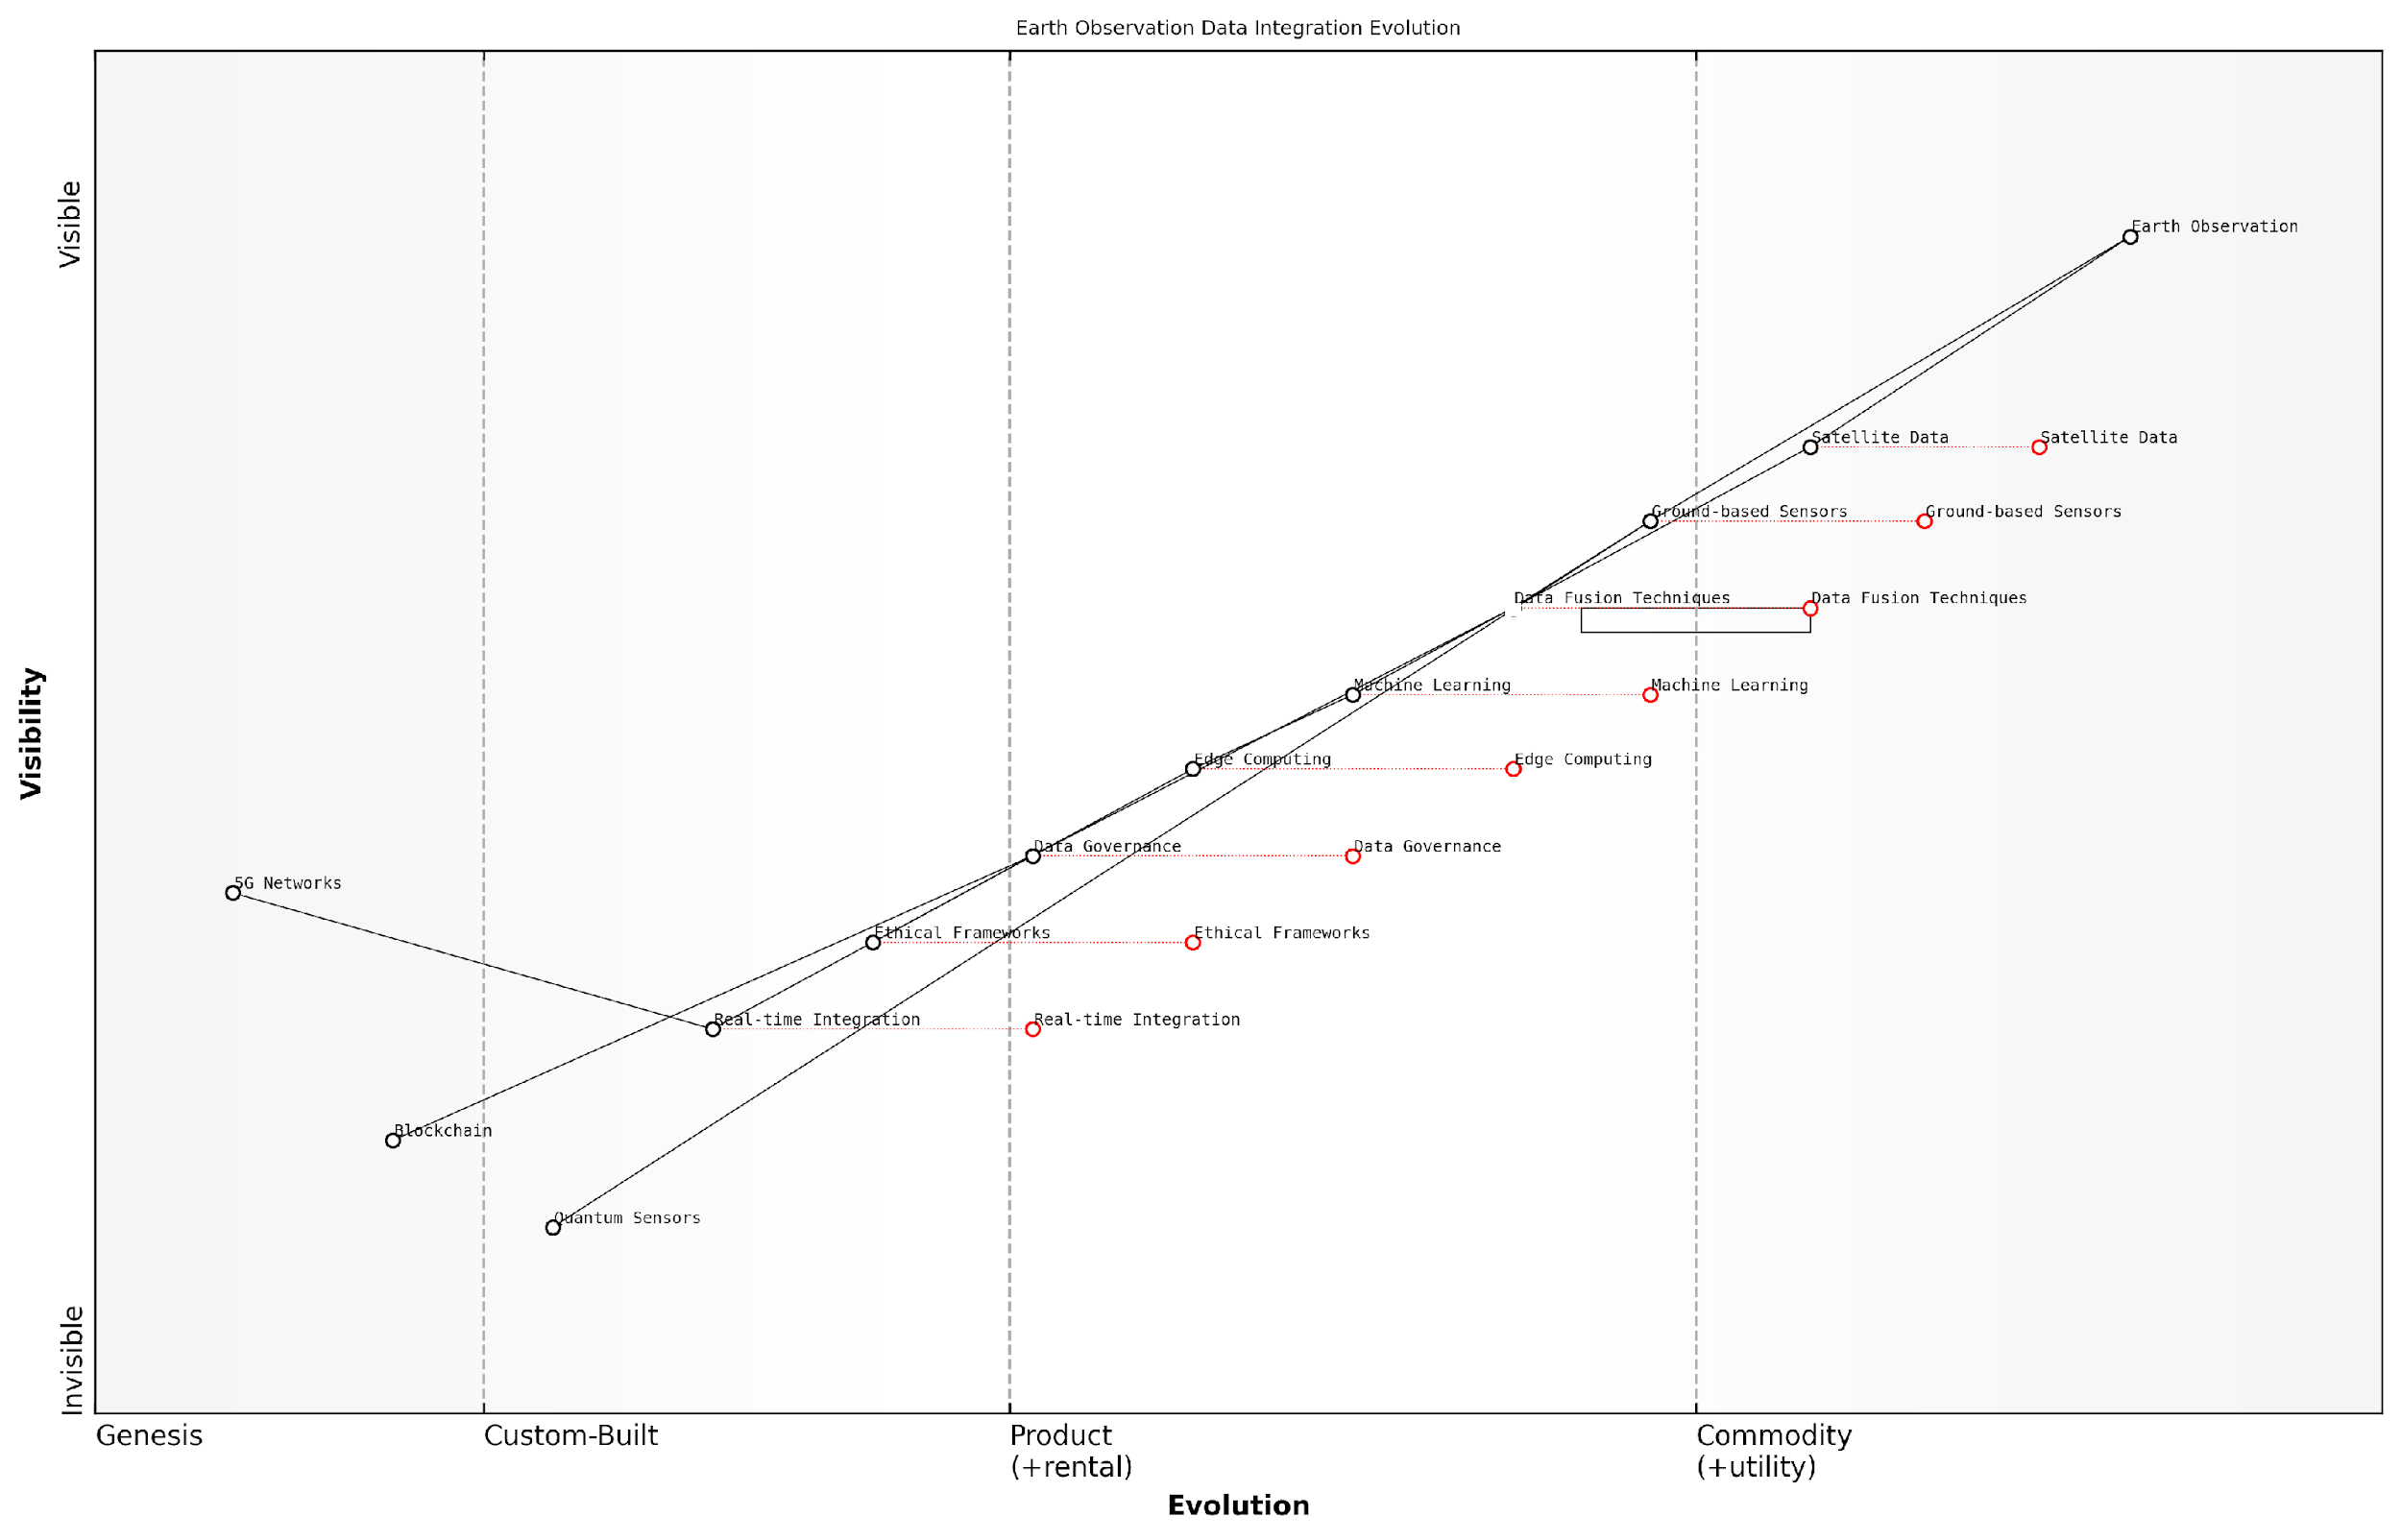 Earth Observation Data Integration Evolution
Visible
Earth Observation
Satellite Data
Satellite Data
Ground-based Sensors
Ground-based Sensors
Data Fusion Techniques
Data Fusion Techniques
Machine Learning
Machine Learning
Visibility
Edge Computing
Edge Computing
Data Governance
Data Governance
5G Networks
Ethical Frameworks
Ethical Frameworks
Real-time Integration
Real-time Integration
Blockchain
Quantum Sensors
Invisible
Genesis
Custom-Built
Product
(+rental)
Commodity
(+utility)
Evolution